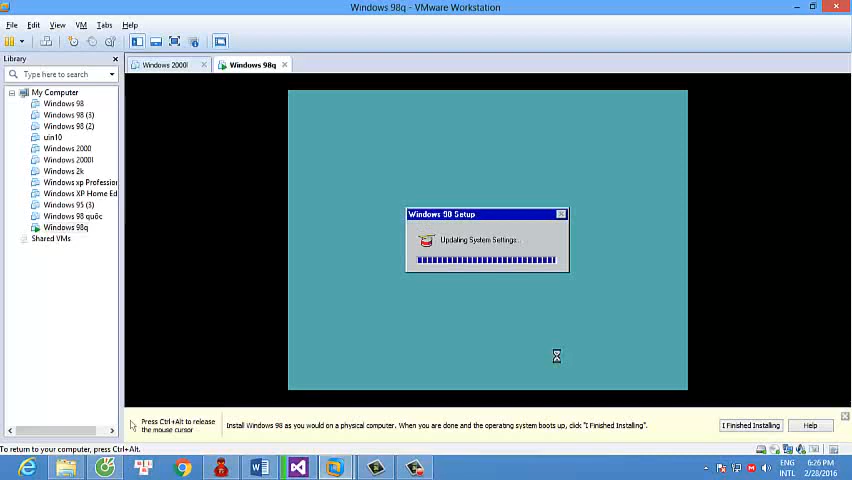 Windows 98q - VMware Workstation
File Edit View VM Tabs Help
Library
Type here to search
My Computer
Windows 98
Windows 98 (3)
Windows 98 (2)
uin10
Windows 2000
Windows 2000I
Windows 2k
Windows xp Profession
Windows XP Home Ed
Windows 95 (3)
Windows 98 quốc
Windows 98q
Shared VMs
Windows 2000I
Windows 98q
Windows 98 Setup
Updating System Settings...
Press Ctrl+Alt to release
the mouse cursor
Install Windows 98 as you would on a physical computer. When you are done and the operating system boots up, click "I Finished Installing".
I Finished Installing
Help
To return to your computer, press Ctrl+Alt.
ENG
INTL
6:26 PM
2/28/2016